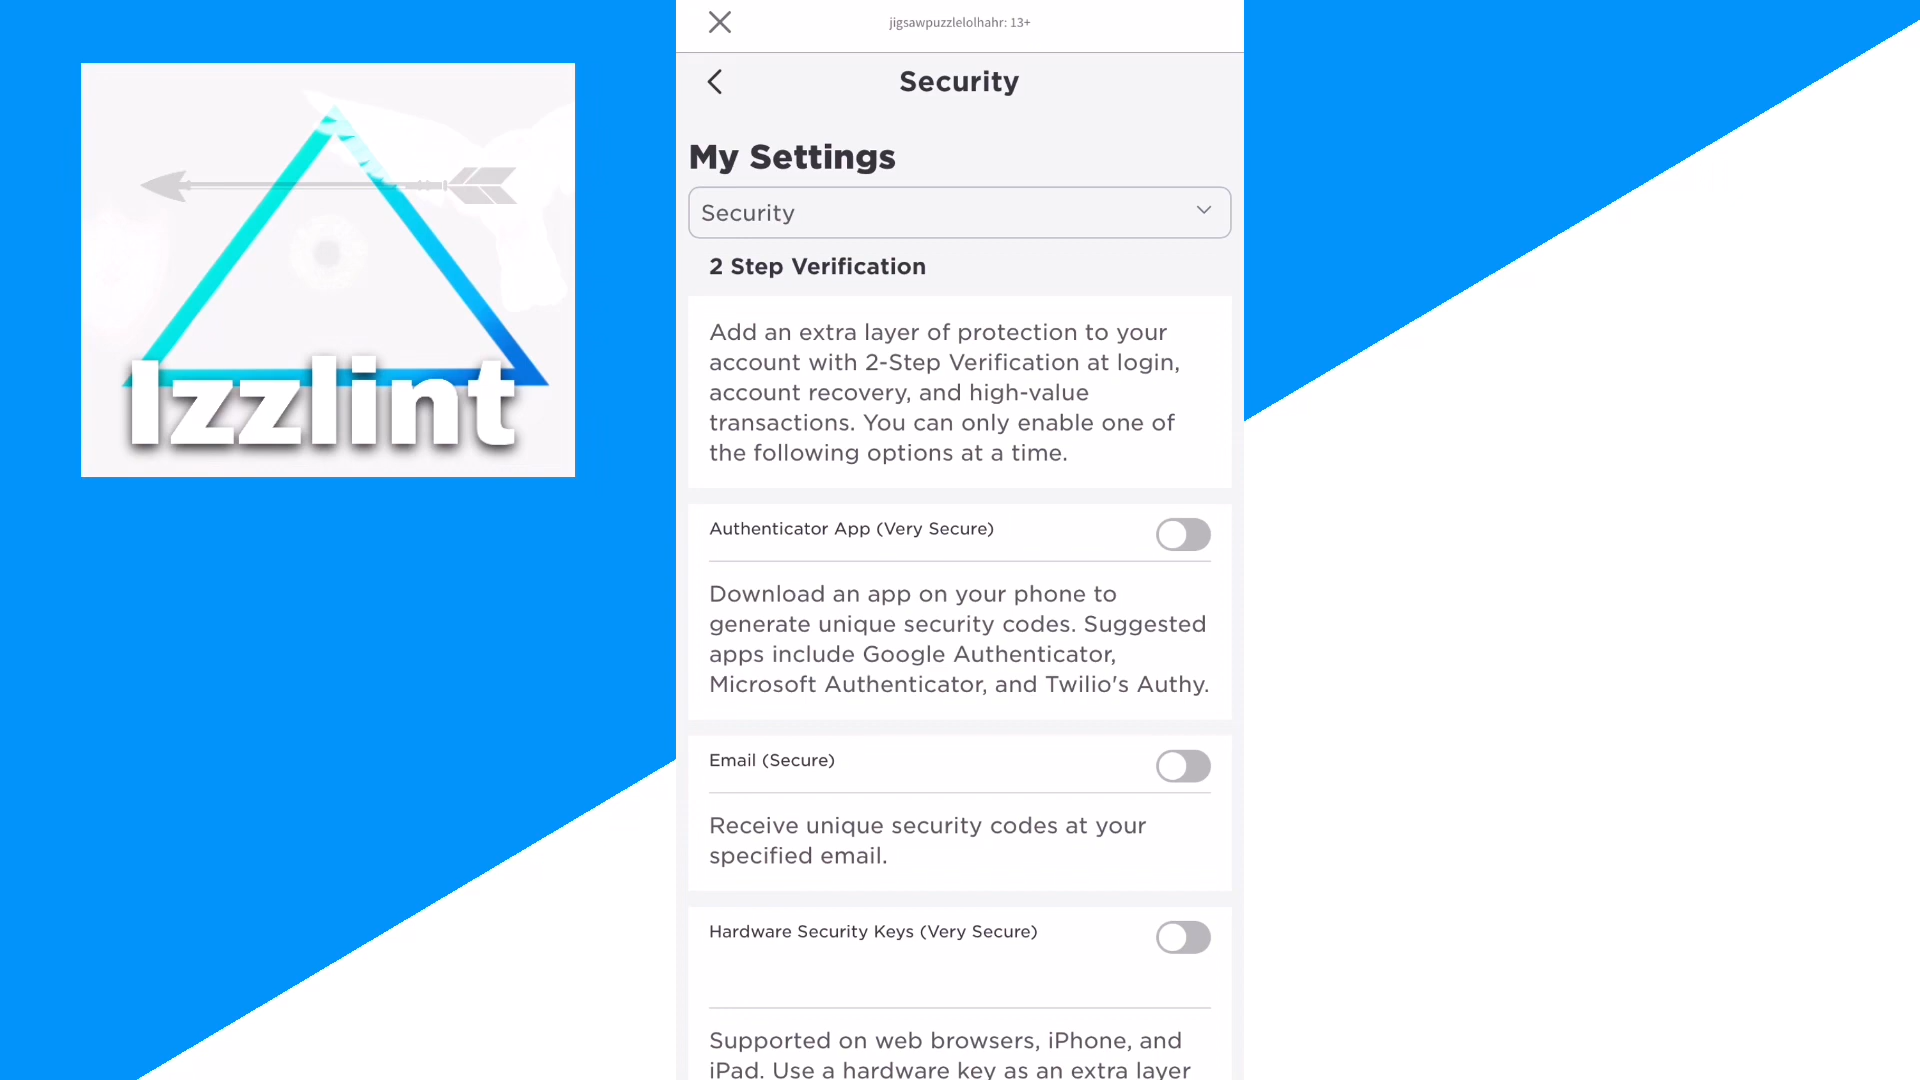 jigsawpuzzlelolhahr: 13+
Security
My Settings
Security
2 Step Verification
Add an extra layer of protection to your
account with 2-Step Verification at login,
account recovery, and high-value
transactions. You can only enable one of
the following options at a time.
Authenticator App (Very Secure)
Download an app on your phone to
generate unique security codes. Suggested
apps include Google Authenticator,
Microsoft Authenticator, and Twilio's Authy.
Email (Secure)
Receive unique security codes at your
specified email.
Hardware Security Keys (Very Secure)
Supported on web browsers, iPhone, and
iPad. Use a hardware key as an extra layer
Izzlint